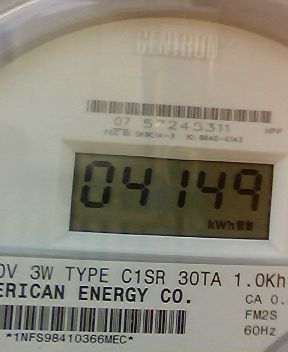 CENTRON
07 57245311
HPP
04149
kWh
0V 3W TYPE C1SR 30TA 1.0Kh
ERICAN ENERGY CO.
CA 0.
FM2S
60Hz
*1NFS98410366MEC*